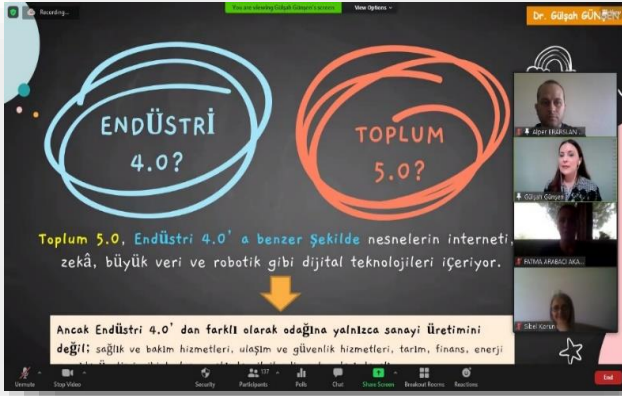 Recording...
You are viewing Gülşah Günşen's screen
View Options
Dr. Gülşah GÜNŞEN
ENDÜSTRİ
4.0?
TOPLUM
5.0?
Toplum 5.0, Endüstri 4.0' a benzer şekilde nesnelerin interneti,
zekâ, büyük veri ve robotik gibi dijital teknolojileri içeriyor.
Ancak Endüstri 4.0' dan farklı olarak odağına yalnızca sanayi üretimini
değil; sağlık ve bakım hizmetleri, ulaşım ve güvenlik hizmetleri, tarım, finans, enerji
Alper ERARSLAN
Gülşah Günşen
FATMA ARABACI AKA...
Sibel Korun
Unmute
Stop Video
Security
Participants
137
Polls
Chat
Share Screen
Breakout Rooms
Reactions
End